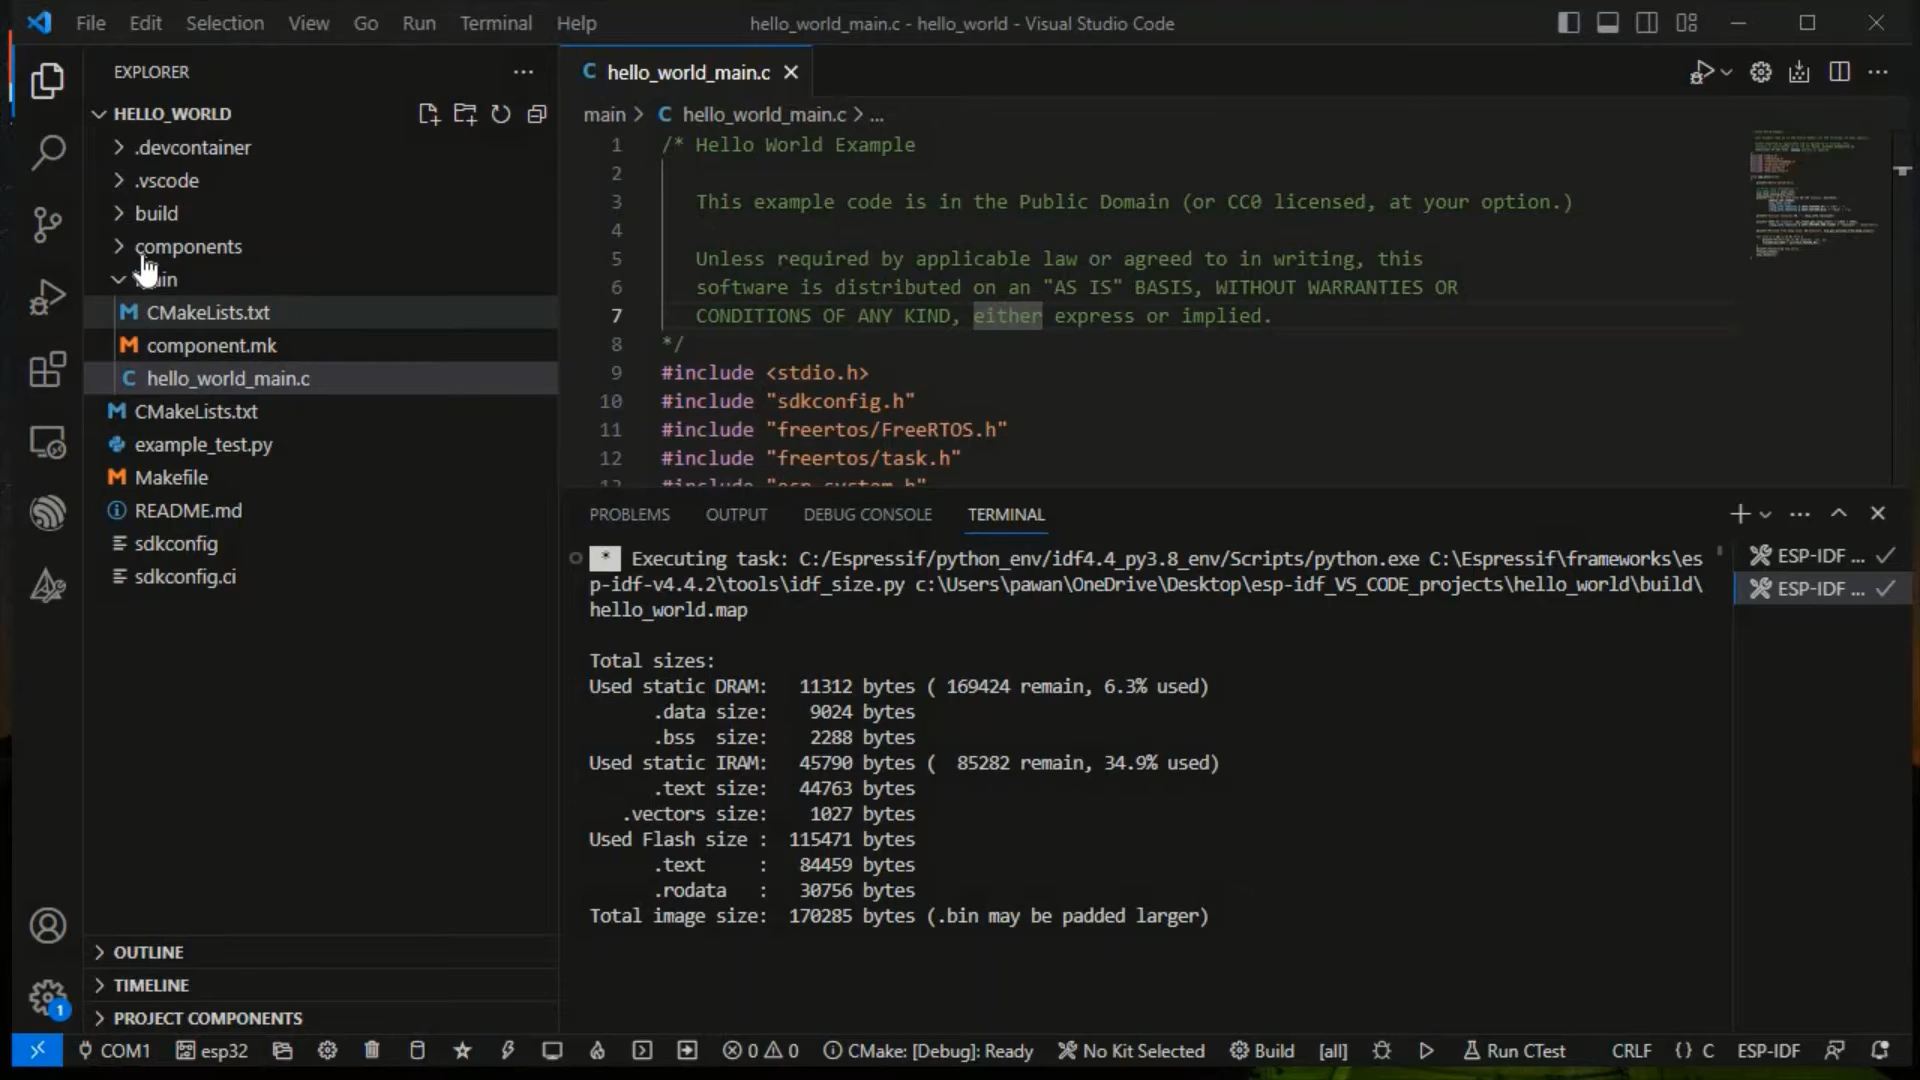 File Edit Selection View Go Run Terminal Help
hello_world_main.c - hello_world - Visual Studio Code
EXPLORER
HELLO_WORLD
.devcontainer
.vscode
build
components
CMakeLists.txt
component.mk
hello_world_main.c
CMakeLists.txt
example_test.py
Makefile
README.md
sdkconfig
sdkconfig.ci
OUTLINE
TIMELINE
PROJECT COMPONENTS
1
hello_world_main.c
main > C hello_world_main.c > ...
1 /* Hello World Example
2
3 This example code is in the Public Domain (or CC0 licensed, at your option.)
4
5 Unless required by applicable law or agreed to in writing, this
6 software is distributed on an "AS IS" BASIS, WITHOUT WARRANTIES OR
7 CONDITIONS OF ANY KIND, either express or implied.
8 */
9 #include <stdio.h>
10 #include "sdkconfig.h"
11 #include "freertos/FreeRTOS.h"
12 #include "freertos/task.h"
PROBLEMS OUTPUT DEBUG CONSOLE TERMINAL
* Executing task: C:/Espressif/python_env/idf4.4_py3.8_env/Scripts/python.exe C:\Espressif\frameworks\es
p-idf-v4.4.2\tools\idf_size.py c:\Users\pawan\OneDrive\Desktop\esp-idf_VS_CODE_projects\hello_world\build\
hello_world.map
Total sizes:
Used static DRAM: 11312 bytes ( 169424 remain, 6.3% used)
.data size: 9024 bytes
.bss size: 2288 bytes
Used static IRAM: 45790 bytes ( 85282 remain, 34.9% used)
.text size: 44763 bytes
.vectors size: 1027 bytes
Used Flash size : 115471 bytes
.text : 84459 bytes
.rodata : 30756 bytes
Total image size: 170285 bytes (.bin may be padded larger)
ESP-IDF ...
ESP-IDF ...
COM1 esp32 0 0 CMake: [Debug]: Ready No Kit Selected Build [all] Run CTest CRLF {} C ESP-IDF